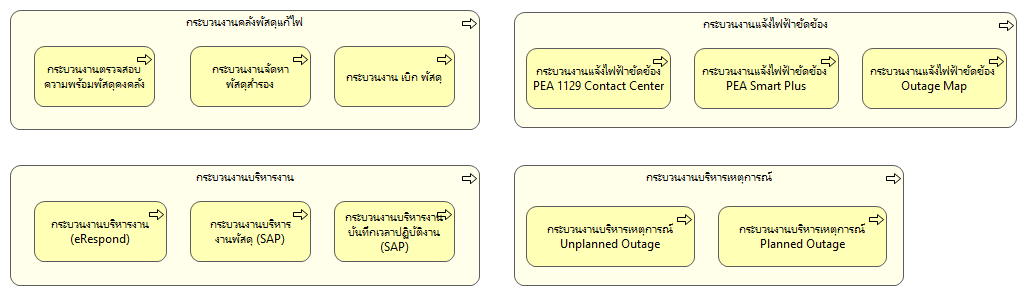 กระบวนงานคลังพัสดุแก้ไฟ
กระบวนงานตรวจสอบ
ความพร้อมพัสดุคงคลัง
กระบวนงานจัดหา
พัสดุสำรอง
กระบวนงาน เบิก พัสดุ
กระบวนงานแจ้งไฟฟ้าขัดข้อง
กระบวนงานแจ้งไฟฟ้าขัดข้อง
PEA 1129 Contact Center
กระบวนงานแจ้งไฟฟ้าขัดข้อง
PEA Smart Plus
กระบวนงานแจ้งไฟฟ้าขัดข้อง
Outage Map
กระบวนงานบริหารงาน
กระบวนงานบริหารงาน
(eRespond)
กระบวนงานบริหาร
งานพัสดุ (SAP)
กระบวนงานบริหารงาน
บันทึกเวลาปฏิบัติงาน
(SAP)
กระบวนงานบริหารเหตุการณ์
กระบวนงานบริหารเหตุการณ์
Unplanned Outage
กระบวนงานบริหารเหตุการณ์
Planned Outage